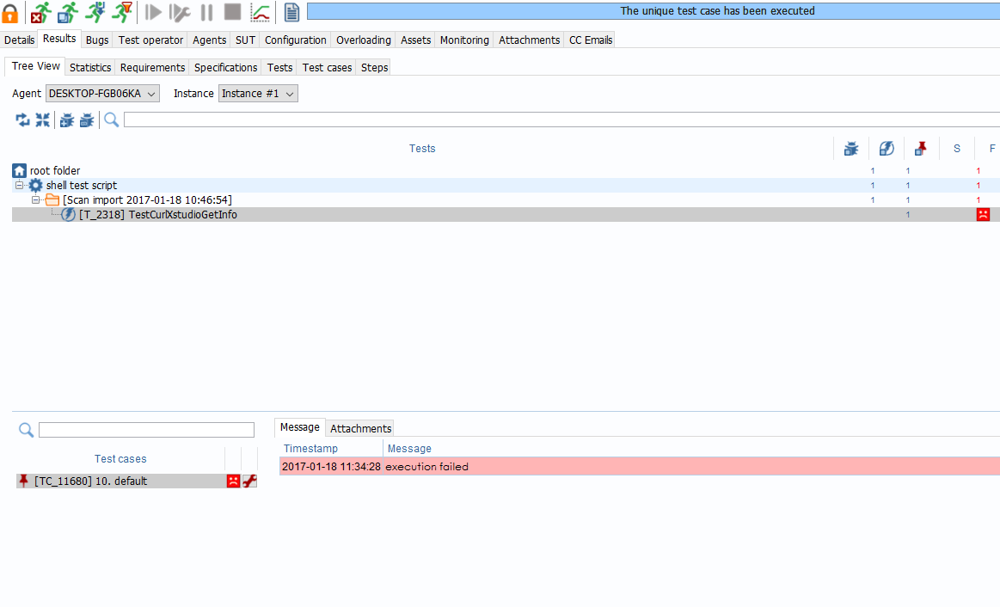 The unique test case has been executed
Details Results Bugs Test operator Agents SUT Configuration Overloading Assets Monitoring Attachments CC Emails
Tree View Statistics Requirements Specifications Tests Test cases Steps
Agent DESKTOP-FGB06KA Instance Instance #1
Tests S F
root folder 1 1 1
shell test script 1 1 1
[Scan import 2017-01-18 10:46:54] 1 1 1
[T_2318] TestCurlXstudioGetInfo 1
Message Attachments
Timestamp Message
Test cases
2017-01-18 11:34:28 execution failed
[TC_11680] 10. default